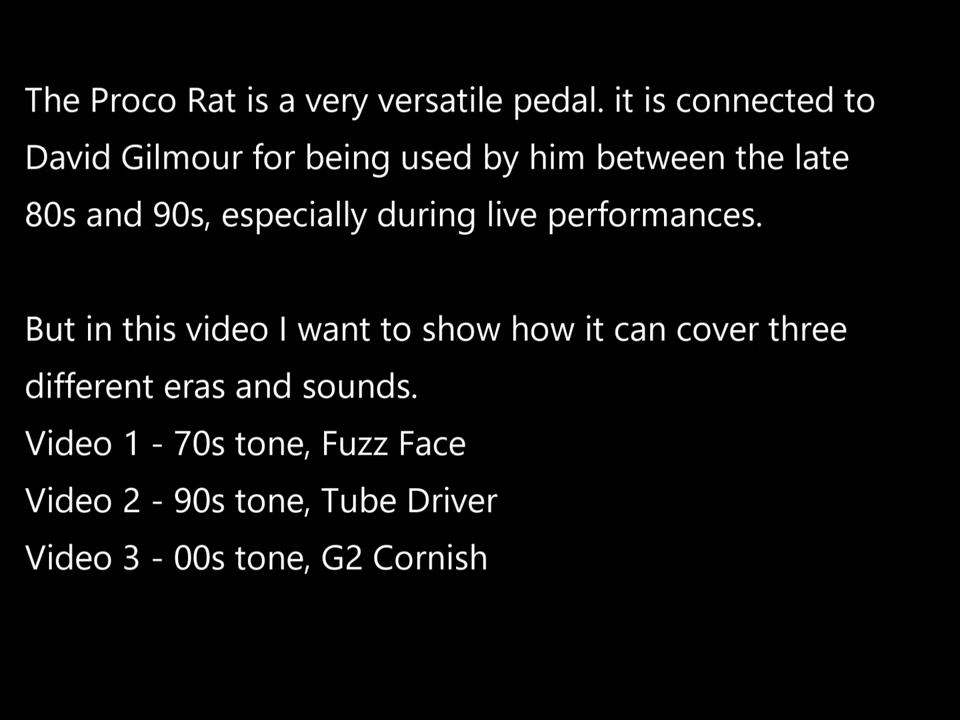 The Proco Rat is a very versatile pedal. it is connected to
David Gilmour for being used by him between the late
80s and 90s, especially during live performances.
But in this video I want to show how it can cover three
different eras and sounds.
Video 1 - 70s tone, Fuzz Face
Video 2 - 90s tone, Tube Driver
Video 3 - 00s tone, G2 Cornish